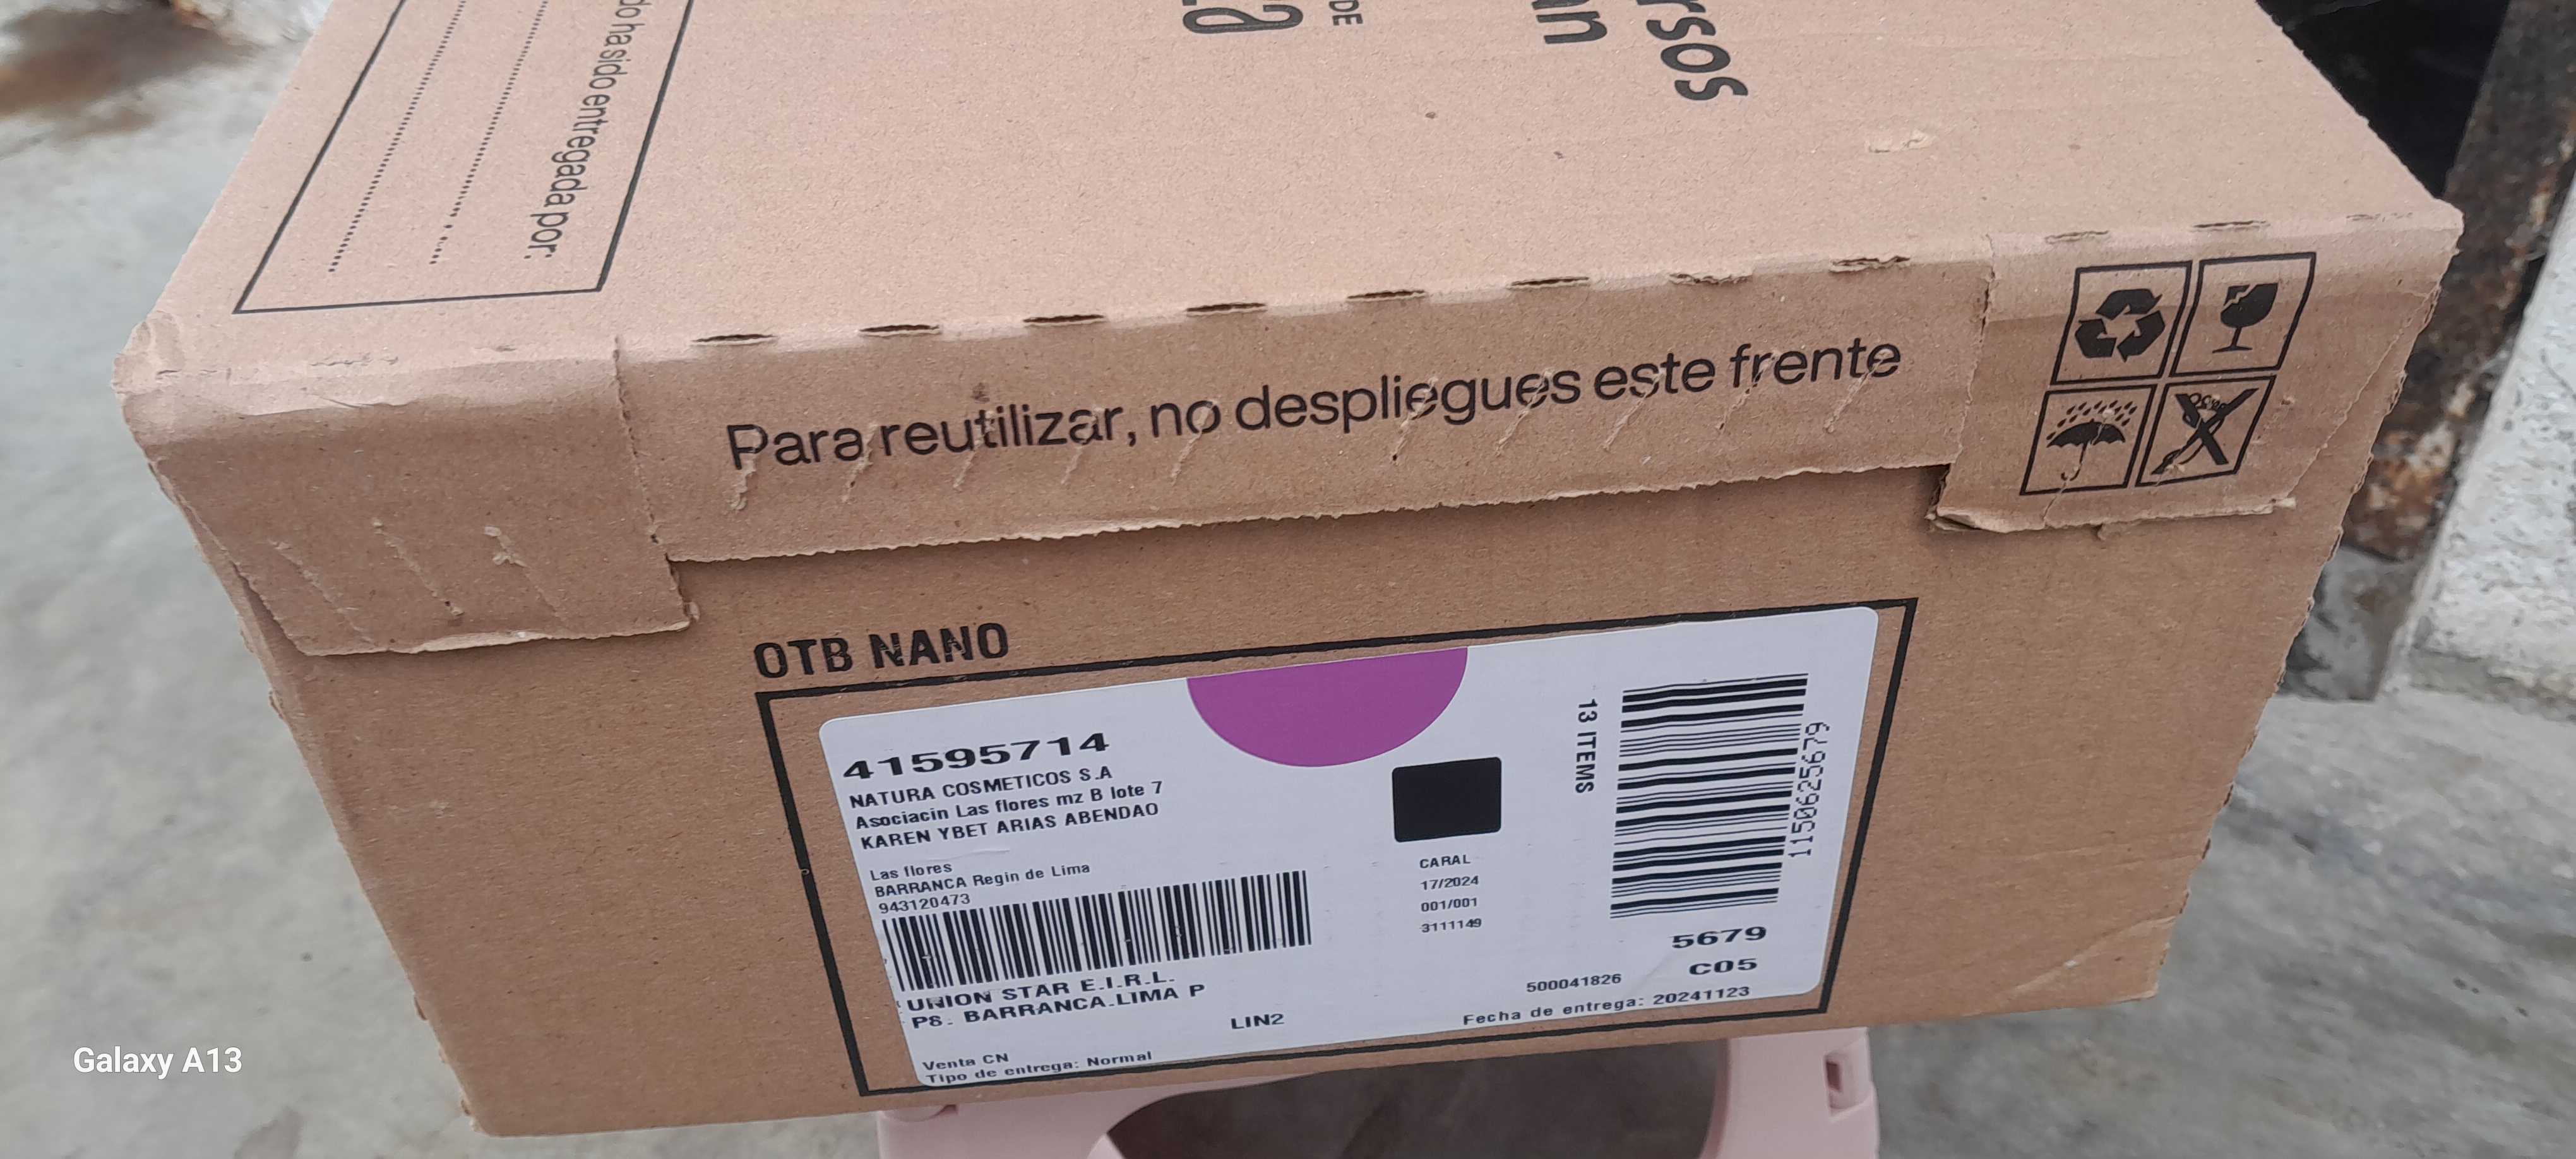 do ha sido entregada por:
DE
rsos
Para reutilizar, no despliegues este frente
OTB NANO
41595714
NATURA COSMETICOS S.A
Asociacin Las flores mz B lote 7
KAREN YBET ARIAS ABENDAO
Las flores
BARRANCA Regin de Lima
943120473
UNION STAR E.I.R.L.
PS. BARRANCA.LIMA P
LIN2
Venta CN
Tipo de entrega: Normal
CARAL
17/2024
001/001
3111149
13 ITEMS
1150625679
5679
C05
500041826
Fecha de entrega: 20241123
Galaxy A13